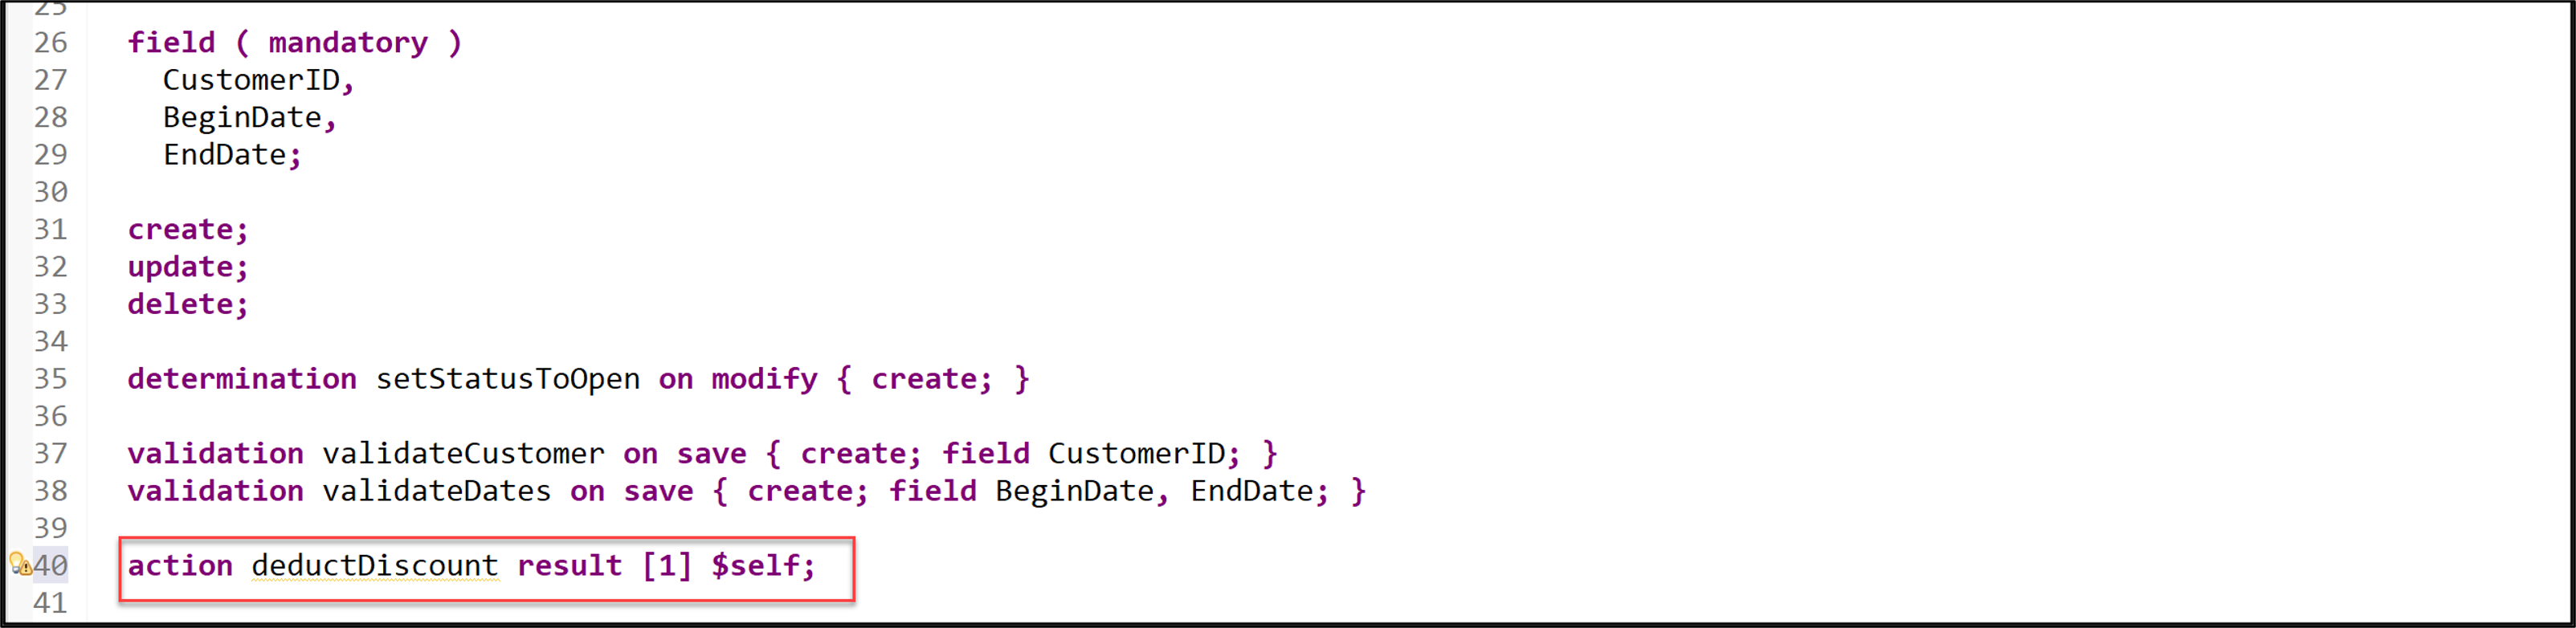 25
26 field ( mandatory )
27 CustomerID,
28 BeginDate,
29 EndDate;
30
31 create;
32 update;
33 delete;
34
35 determination setStatusToOpen on modify { create; }
36
37 validation validateCustomer on save { create; field CustomerID; }
38 validation validateDates on save { create; field BeginDate, EndDate; }
39
40 action deductDiscount result [1] $self;
41